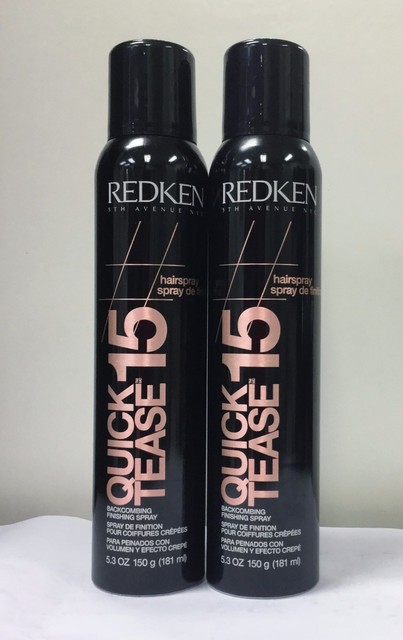 REDKEN
5TH AVENUE NYC
hairspray
spray de fini
QUICK
TEASE 15
BACKCOMBING
FINISHING SPRAY
SPRAY DE FINITION
POUR COIFFURES CRÊPÉES
PARA PEINADOS CON
VOLUMEN Y EFECTO CREPÉ
5.3 OZ 150 g (181 ml)
REDKEN
5TH AVENUE NYC
hairspray
spray de finition
QUICK
TEASE 15
BACKCOMBING
FINISHING SPRAY
SPRAY DE FINITION
POUR COIFFURES CRÊPÉES
PARA PEINADOS CON
VOLUMEN Y EFECTO CREPÉ
5.3 OZ 150 g (181 ml)